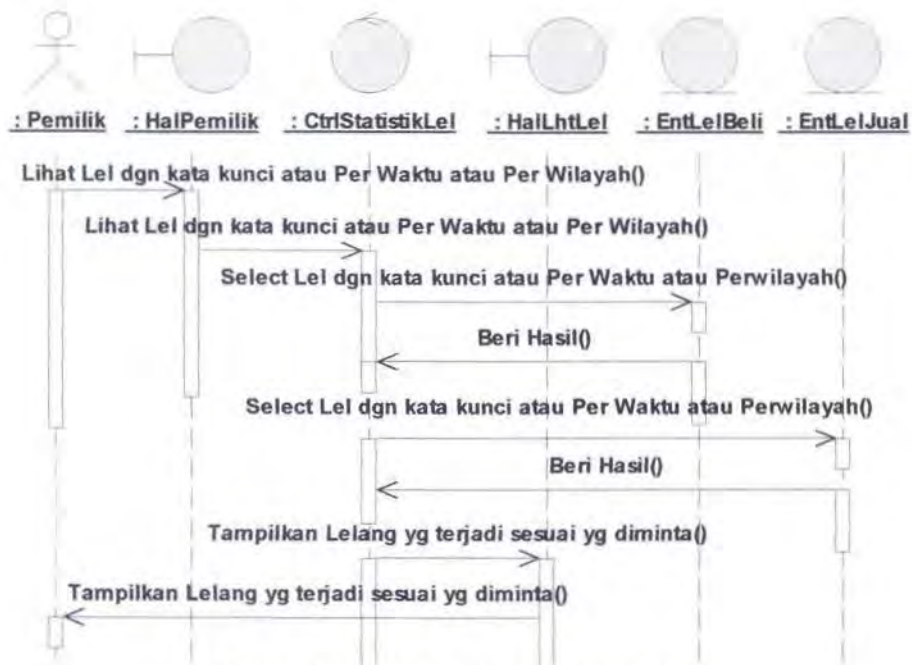 : Pemilik : HalPemilik : CtrlStatistikLel : HalLhtLel : EntLelBeli : EntLelJual
Lihat Lel dgn kata kunci atau Per Waktu atau Per Wilayah()
Lihat Lel dgn kata kunci atau Per Waktu atau Per Wilayah()
Select Lel dgn kata kunci atau Per Waktu atau Perwilayah()
Beri Hasil()
Select Lel dgn kata kunci atau Per Waktu atau Perwilayah()
Beri Hasil()
Tampilkan Lelang yg terjadi sesuai yg diminta()
Tampilkan Lelang yg terjadi sesuai yg diminta()